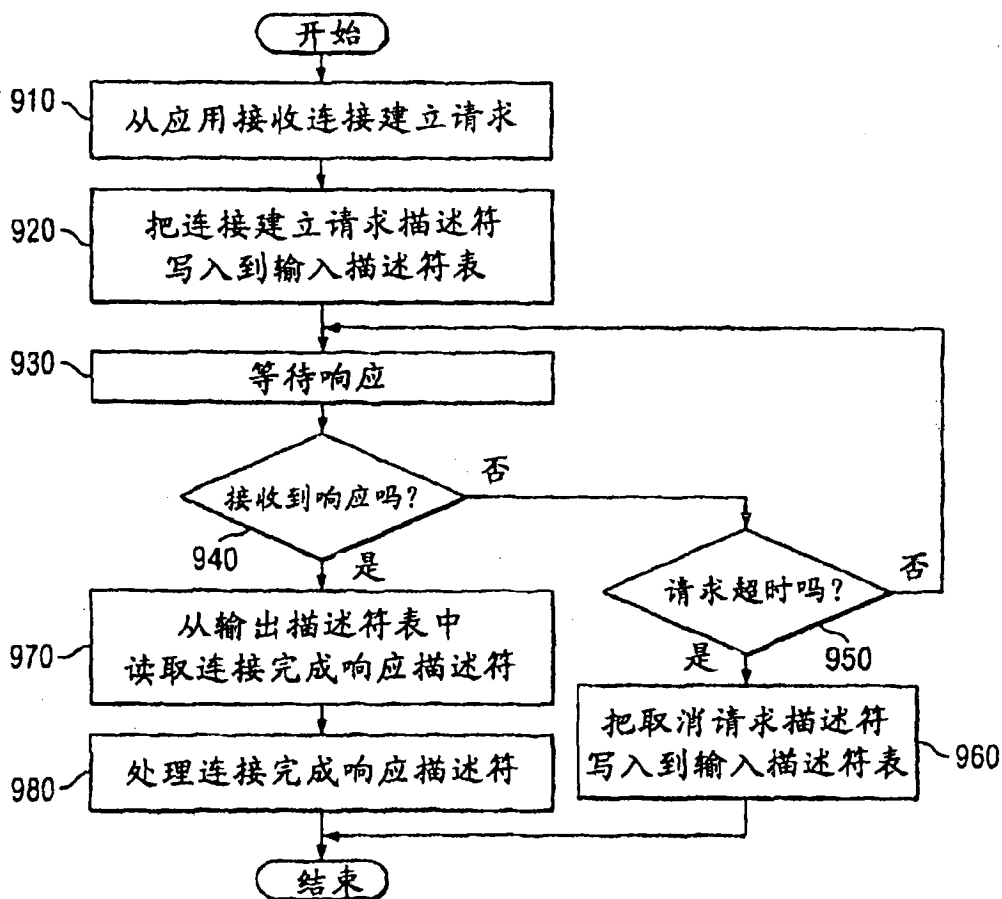 开始
910
从应用接收连接建立请求
920
把连接建立请求描述符
写入到输入描述符表
930
等待响应
接收到响应吗?
否
940
是
请求超时吗?
否
950
是
970
从输出描述符表中
读取连接完成响应描述符
把取消请求描述符
写入到输入描述符表
960
980
处理连接完成响应描述符
结束